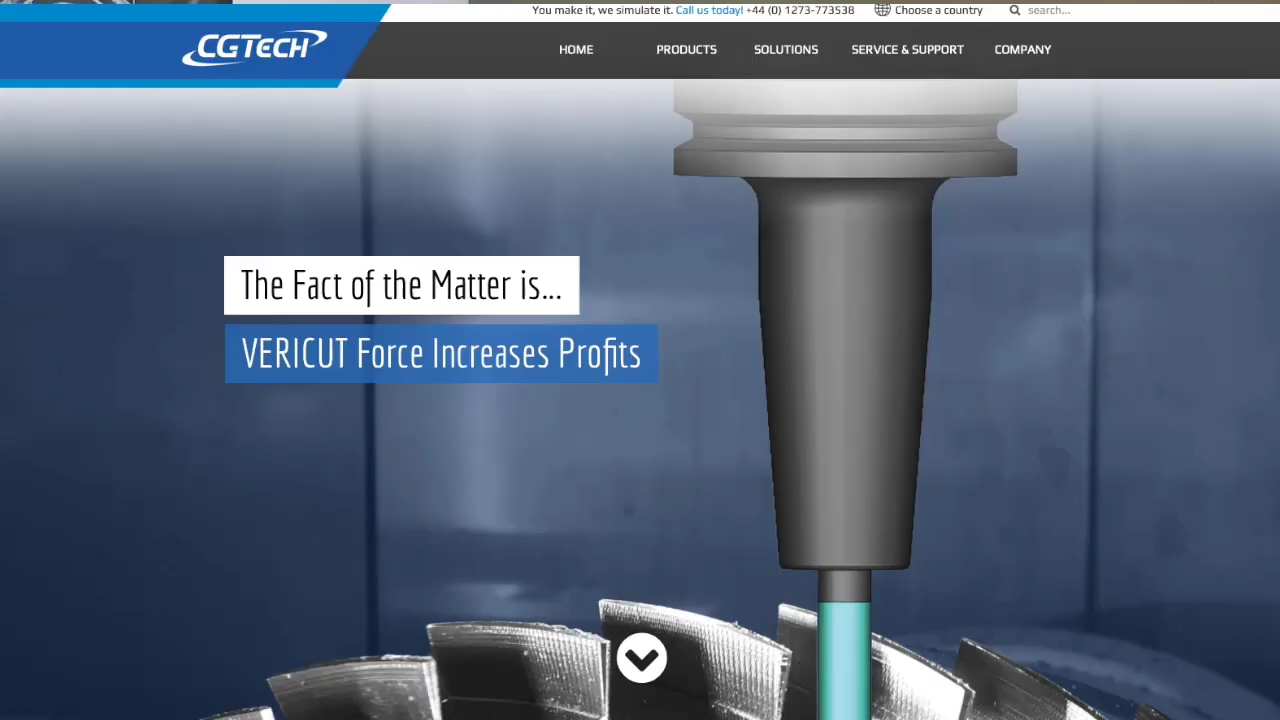 You make it, we simulate it. Call us today! +44 (0) 1273-773538 Choose a country search...
CGTECH
HOME PRODUCTS SOLUTIONS SERVICE & SUPPORT COMPANY
The Fact of the Matter is...
VERICUT Force Increases Profits